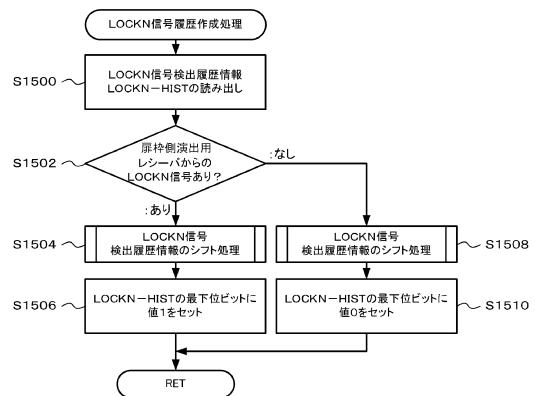 LOCKN信号履歴作成処理
S1500
LOCKN信号検出履歴情報
LOCKN－HISTの読み出し
S1502
扉枠側演出用
レシーバからの
LOCKN信号あり？
:なし
:あり
S1504
LOCKN信号
検出履歴情報のシフト処理
LOCKN信号
検出履歴情報のシフト処理
S1508
S1506
LOCKN－HISTの最下位ビットに
値1をセット
LOCKN－HISTの最下位ビットに
値0をセット
S1510
RET